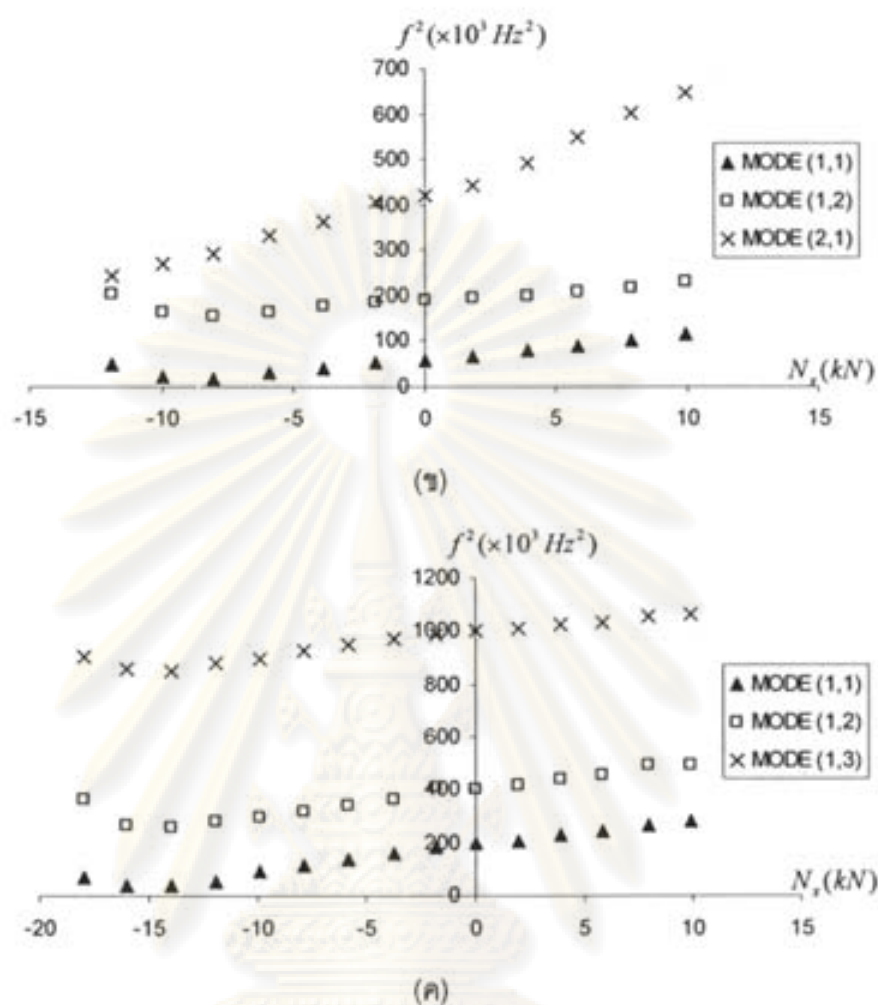 f²(×10³ Hz²)
700
600
500
400
300
200
100
0
-15 -10 -5 0 5 10 15
N_x(kN)
MODE (1,1)
MODE (1,2)
MODE (2,1)
(ข)
f²(×10³ Hz²)
1200
1000
800
600
400
200
0
-20 -15 -10 -5 0 5 10 15
N_x(kN)
MODE (1,1)
MODE (1,2)
MODE (1,3)
(ค)